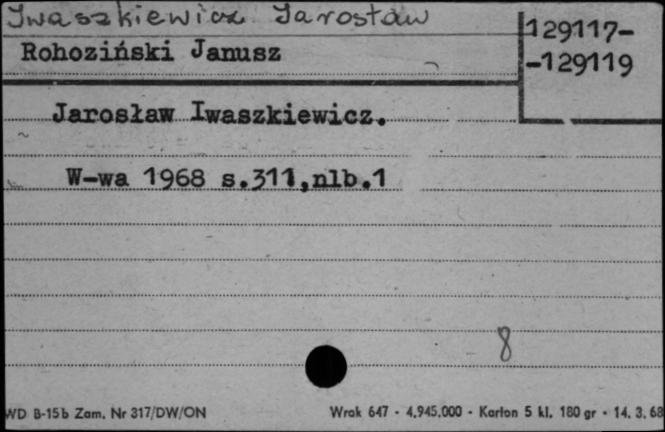 Iwaszkiewicz Jarosław
129117-
Rohoziński Janusz
-129119
Jarosław Iwaszkiewicz.
W-wa 1968 s.311,nlb.1
8
WD B-15b Zam. Nr 317/DW/ON
Wrak 647 - 4.945.000 - Karton 5 kl. 180 gr - 14. 3. 68